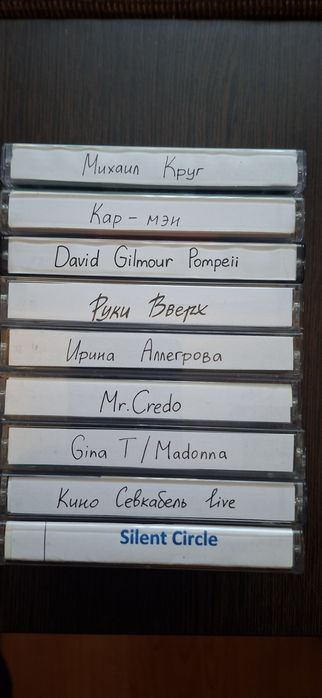 Михаил Круг
Кар-мэн
David Gilmour Pompeii
Руки Вверх
Ирина Аллегрова
Mr.Credo
Gina T/Madonna
Кино Севкабель live
Silent Circle